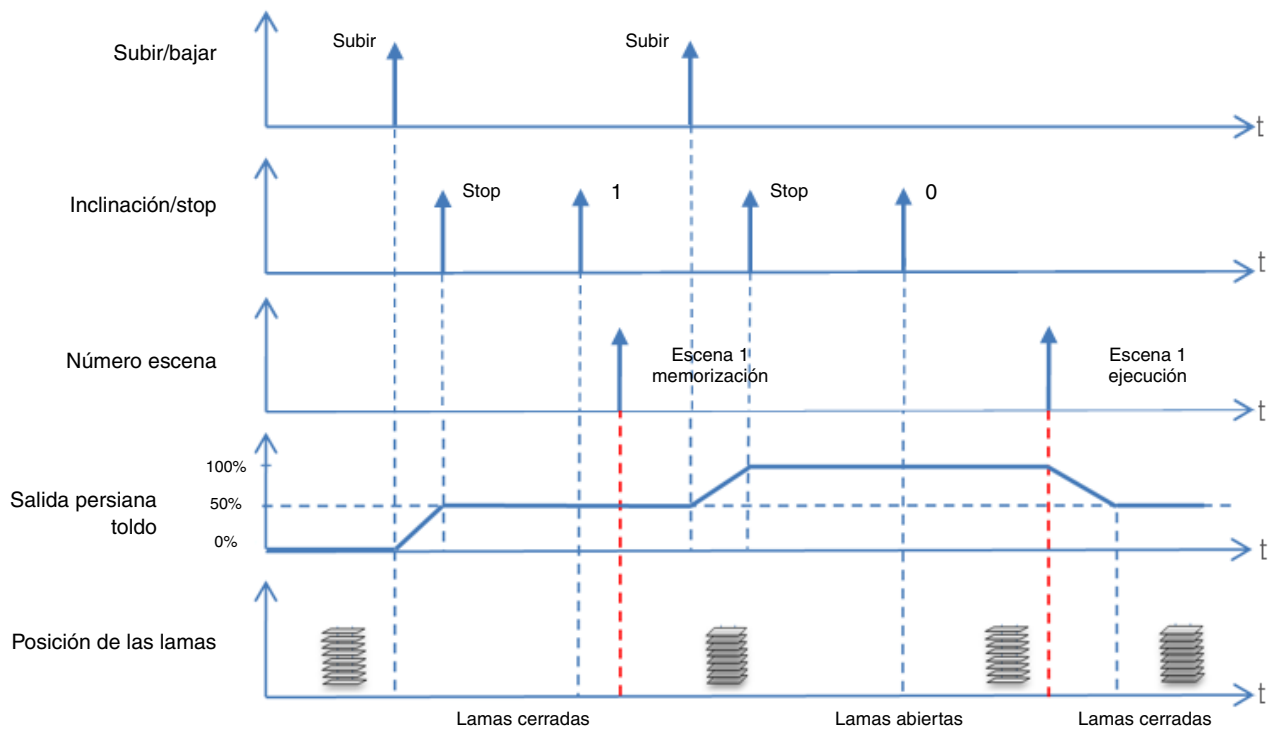 Subir/bajar
Subir
Subir
t
Inclinación/stop
Stop
1
Stop
0
t
Número escena
Escena 1
memorización
Escena 1
ejecución
t
Salida persiana
toldo
100%
50%
0%
t
Posición de las lamas
t
Lamas cerradas
Lamas abiertas
Lamas cerradas